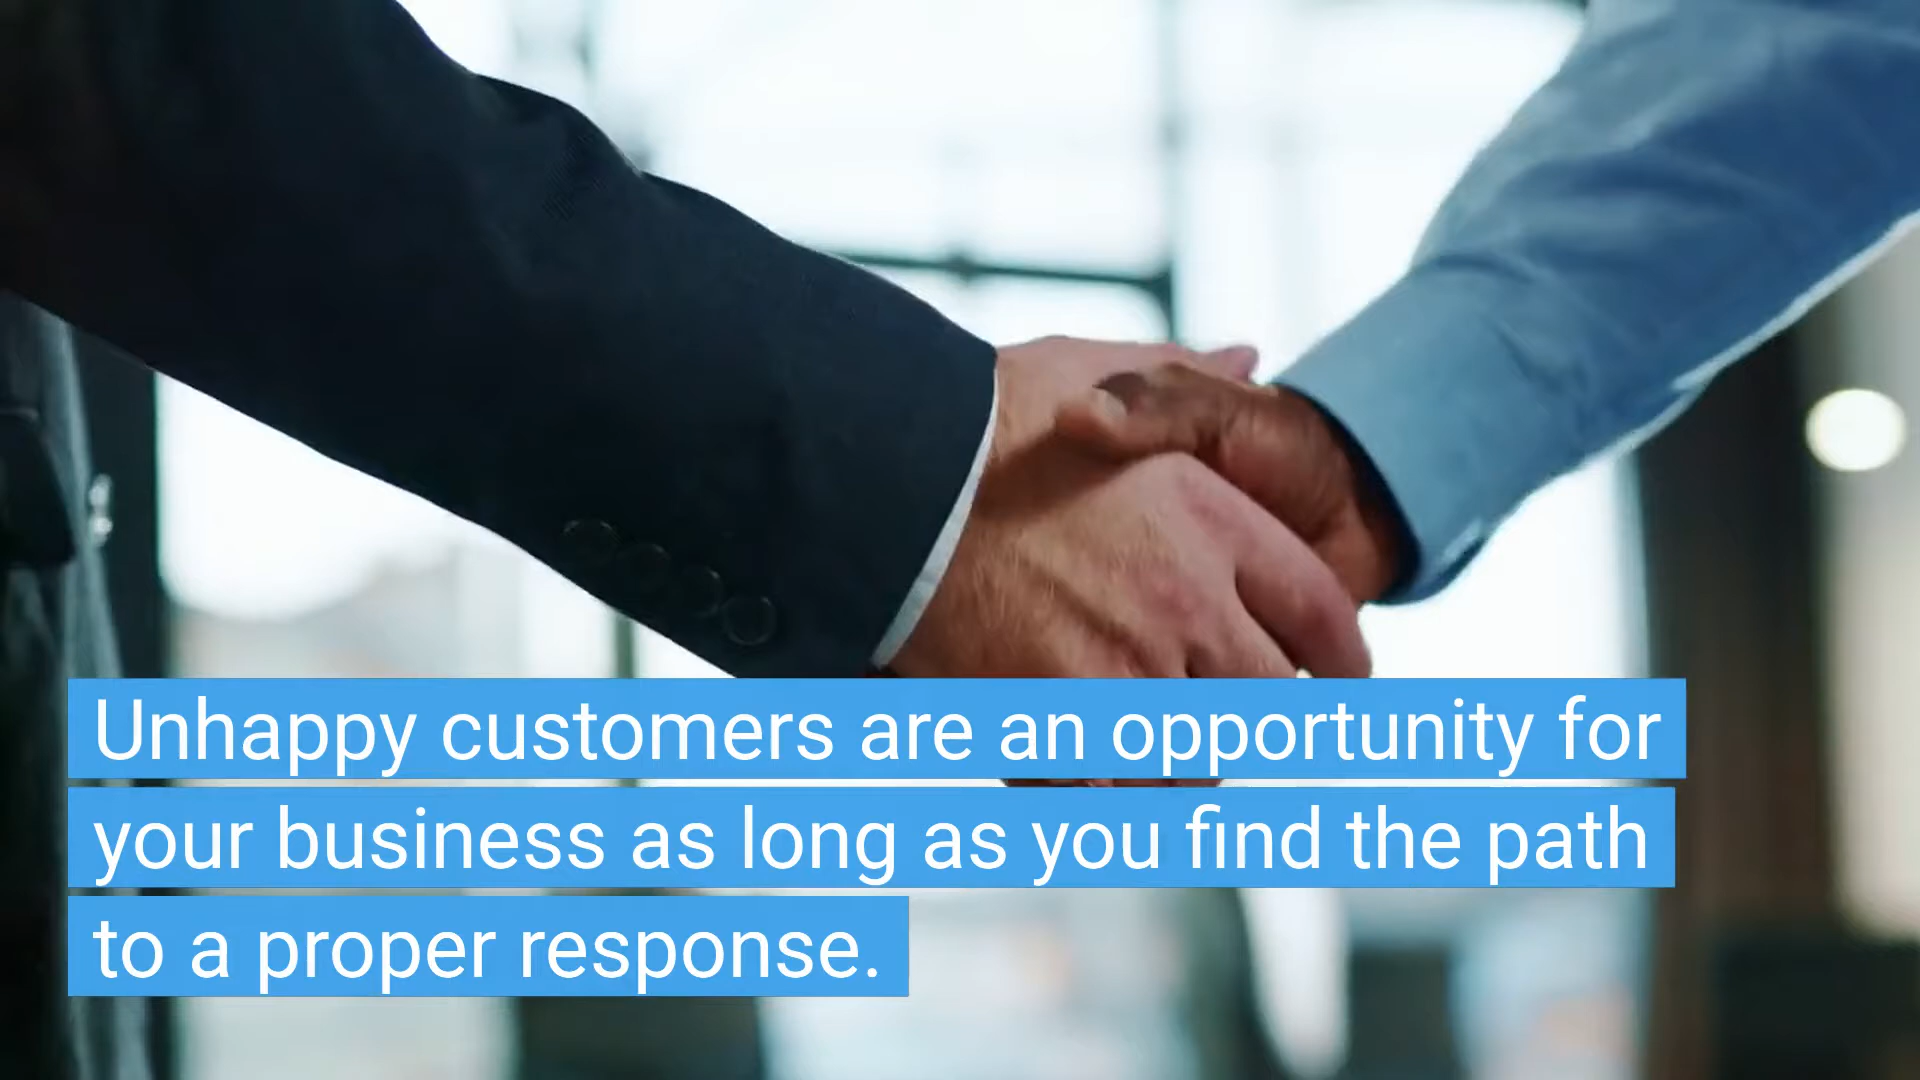 Unhappy customers are an opportunity for
your business as long as you find the path
to a proper response.